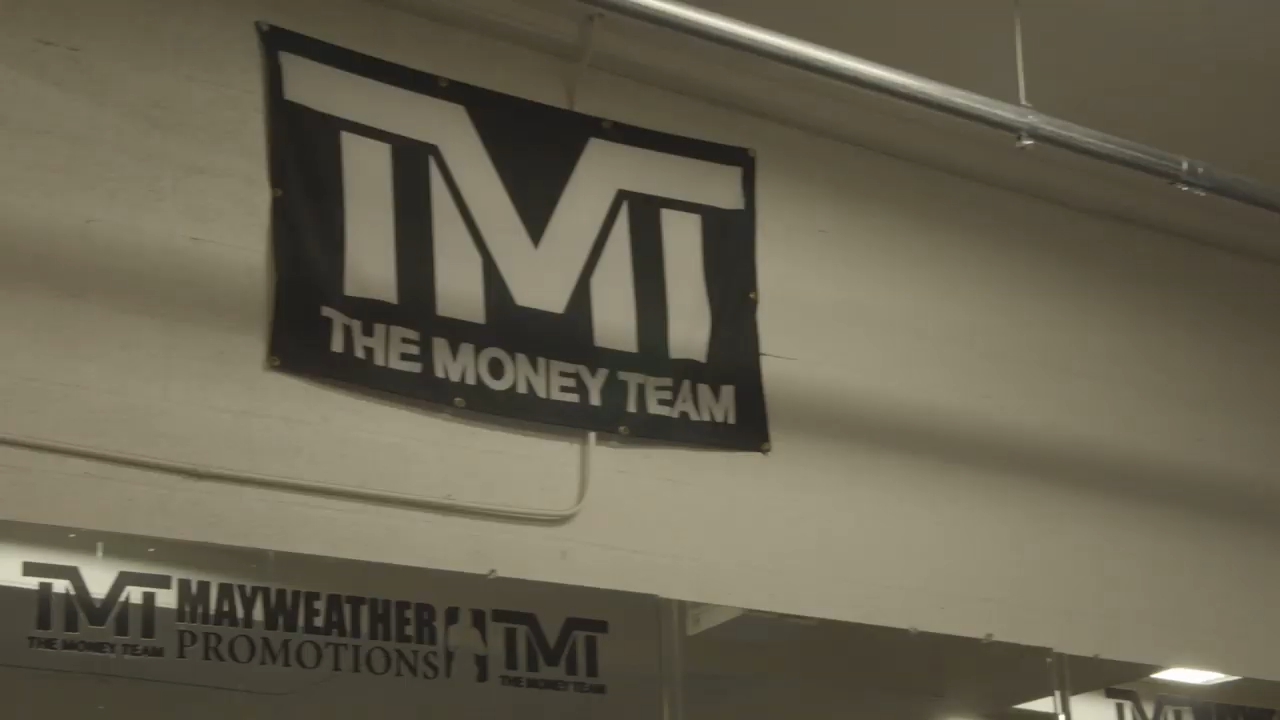 TMT
THE MONEY TEAM
TMT
THE MONEY TEAM
MAYWEATHER
PROMOTIONS
TMT
THE MONEY TEAM